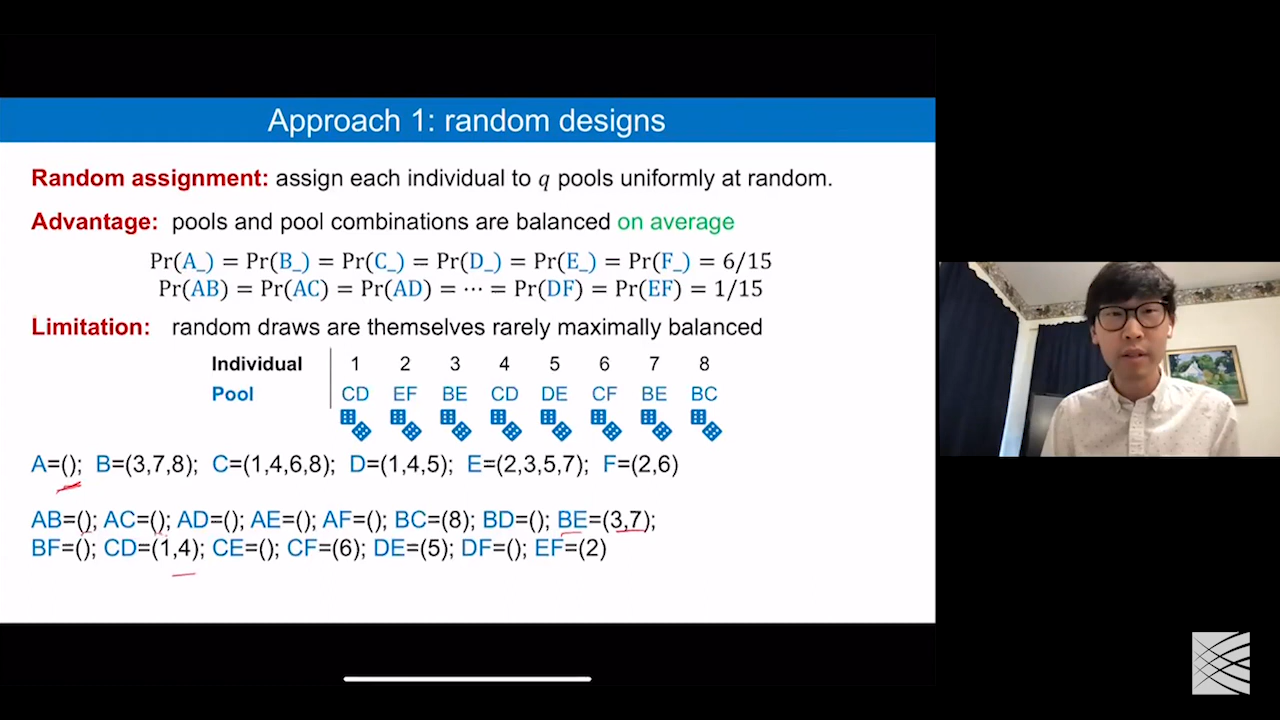 Approach 1: random designs
Random assignment: assign each individual to q pools uniformly at random.
Advantage: pools and pool combinations are balanced on average
Pr(A_) = Pr(B_) = Pr(C_) = Pr(D_) = Pr(E_) = Pr(F_) = 6/15
Pr(AB) = Pr(AC) = Pr(AD) = ⋯ = Pr(DF) = Pr(EF) = 1/15
Limitation: random draws are themselves rarely maximally balanced
Individual 1 2 3 4 5 6 7 8
Pool CD EF BE CD DE CF BE BC
A=(); B=(3,7,8); C=(1,4,6,8); D=(1,4,5); E=(2,3,5,7); F=(2,6)
AB=(); AC=(); AD=(); AE=(); AF=(); BC=(8); BD=(); BE=(3,7);
BF=(); CD=(1,4); CE=(); CF=(6); DE=(5); DF=(); EF=(2)